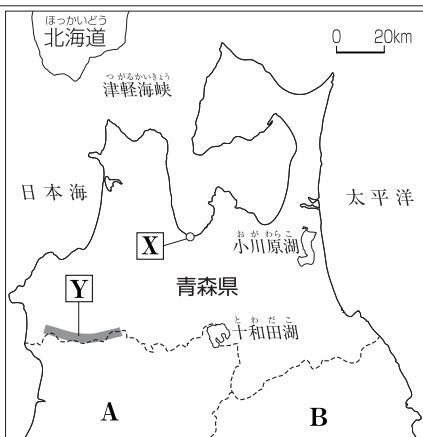 ほっかいどう
北海道
0 20km
つがるかいきょう
津軽海峡
日本海
太平洋
X
おがわらこ
小川原湖
Y
青森県
とわだこ
十和田湖
A
B